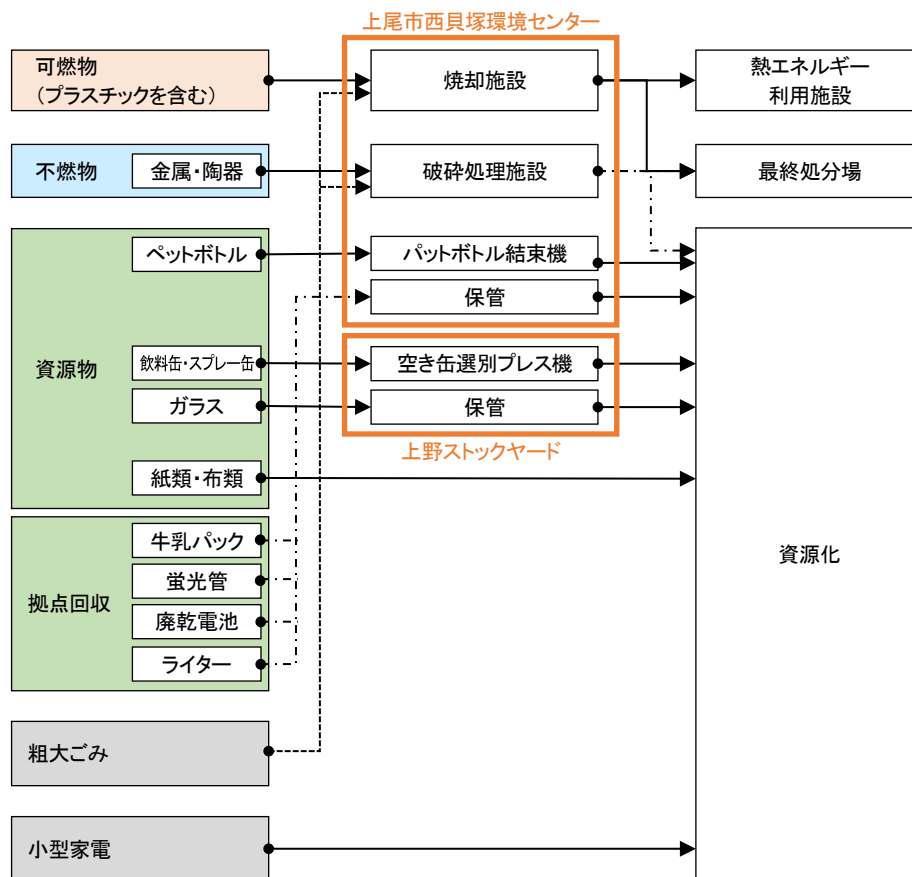 上尾市西貝塚環境センター
可燃物
（プラスチックを含む）
焼却施設
熱エネルギー
利用施設
不燃物
金属・陶器
破砕処理施設
最終処分場
資源物
ペットボトル
パットボトル結束機
保管
飲料缶・スプレー缶
空き缶選別プレス機
ガラス
保管
上野ストックヤード
紙類・布類
資源化
拠点回収
牛乳パック
蛍光管
廃乾電池
ライター
粗大ごみ
小型家電